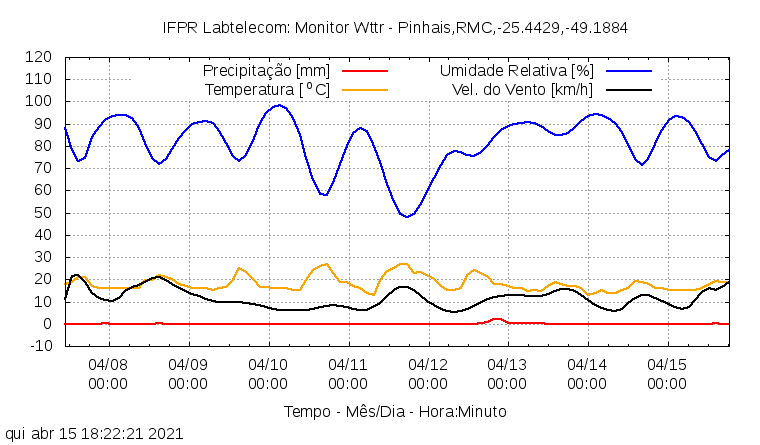 IFPR Labtelecom: Monitor Wttr - Pinhais,RMC,-25.4429,-49.1884
Precipitação [mm]
Temperatura [⁰C]
Umidade Relativa [%]
Vel. do Vento [km/h]
120
110
100
90
80
70
60
50
40
30
20
10
0
-10
04/08 04/09 04/10 04/11 04/12 04/13 04/14 04/15
00:00 00:00 00:00 00:00 00:00 00:00 00:00 00:00
Tempo - Mês/Dia - Hora:Minuto
qui abr 15 18:22:21 2021